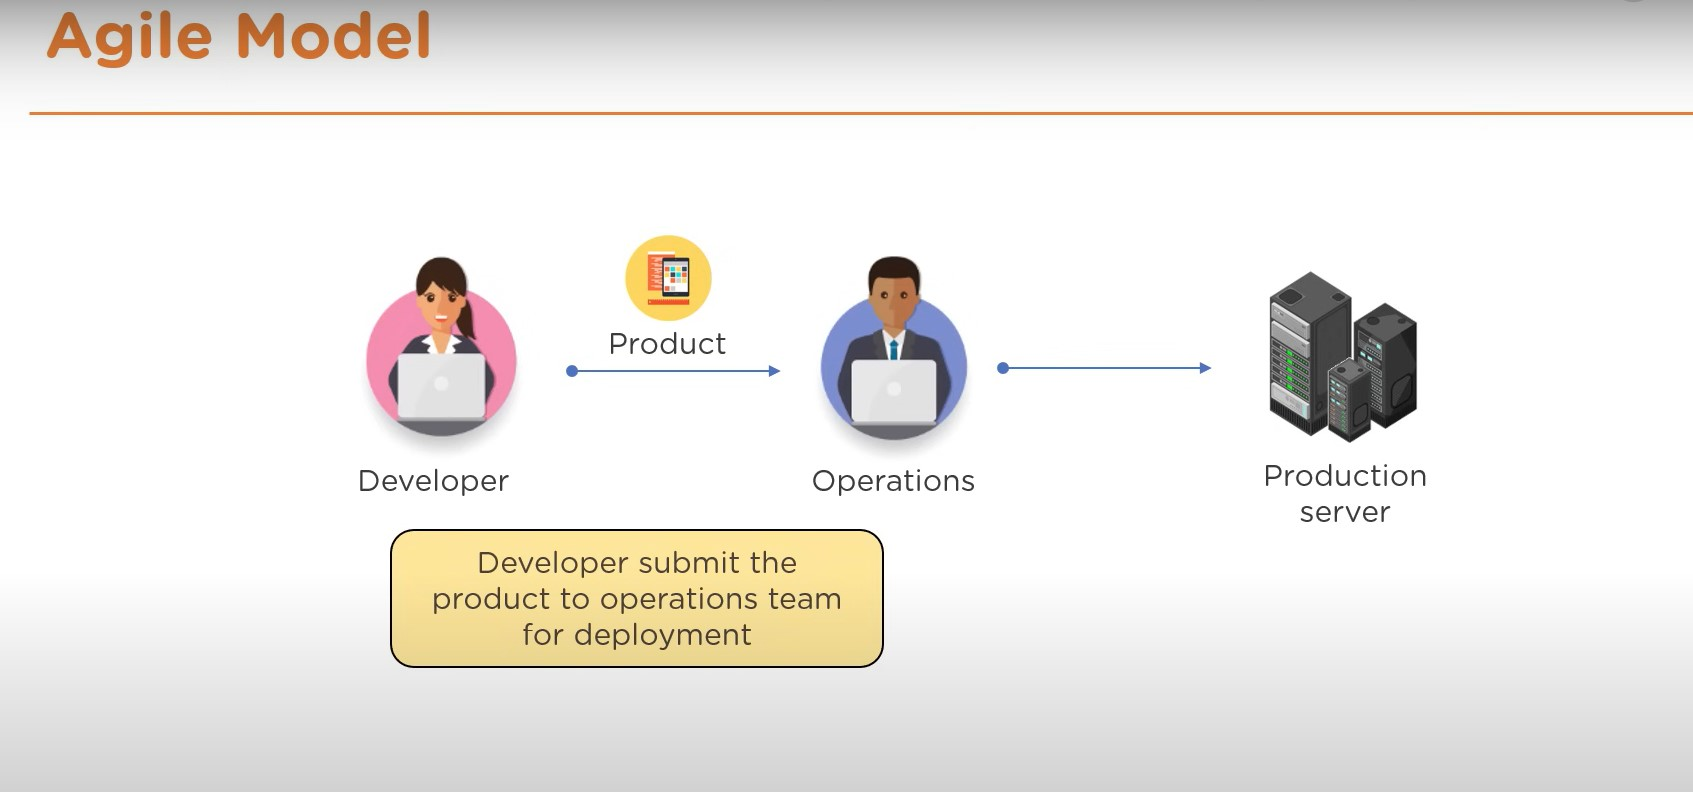 Agile Model
Product
Developer
Operations
Production
server
Developer submit the
product to operations team
for deployment